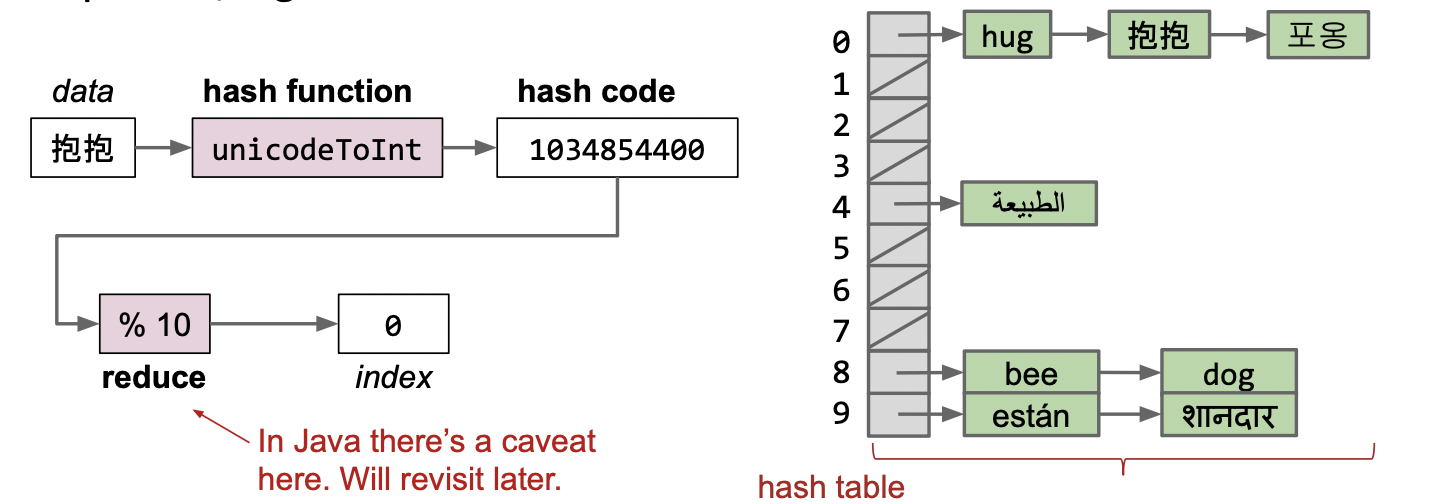 data
hash function
hash code
抱抱
unicodeToInt
1034854400
% 10
0
reduce
index
In Java there’s a caveat
here. Will revisit later.
0
hug
抱抱
포옹
1
2
3
4
الطبيعة
5
6
7
8
bee
dog
9
están
शानदार
hash table